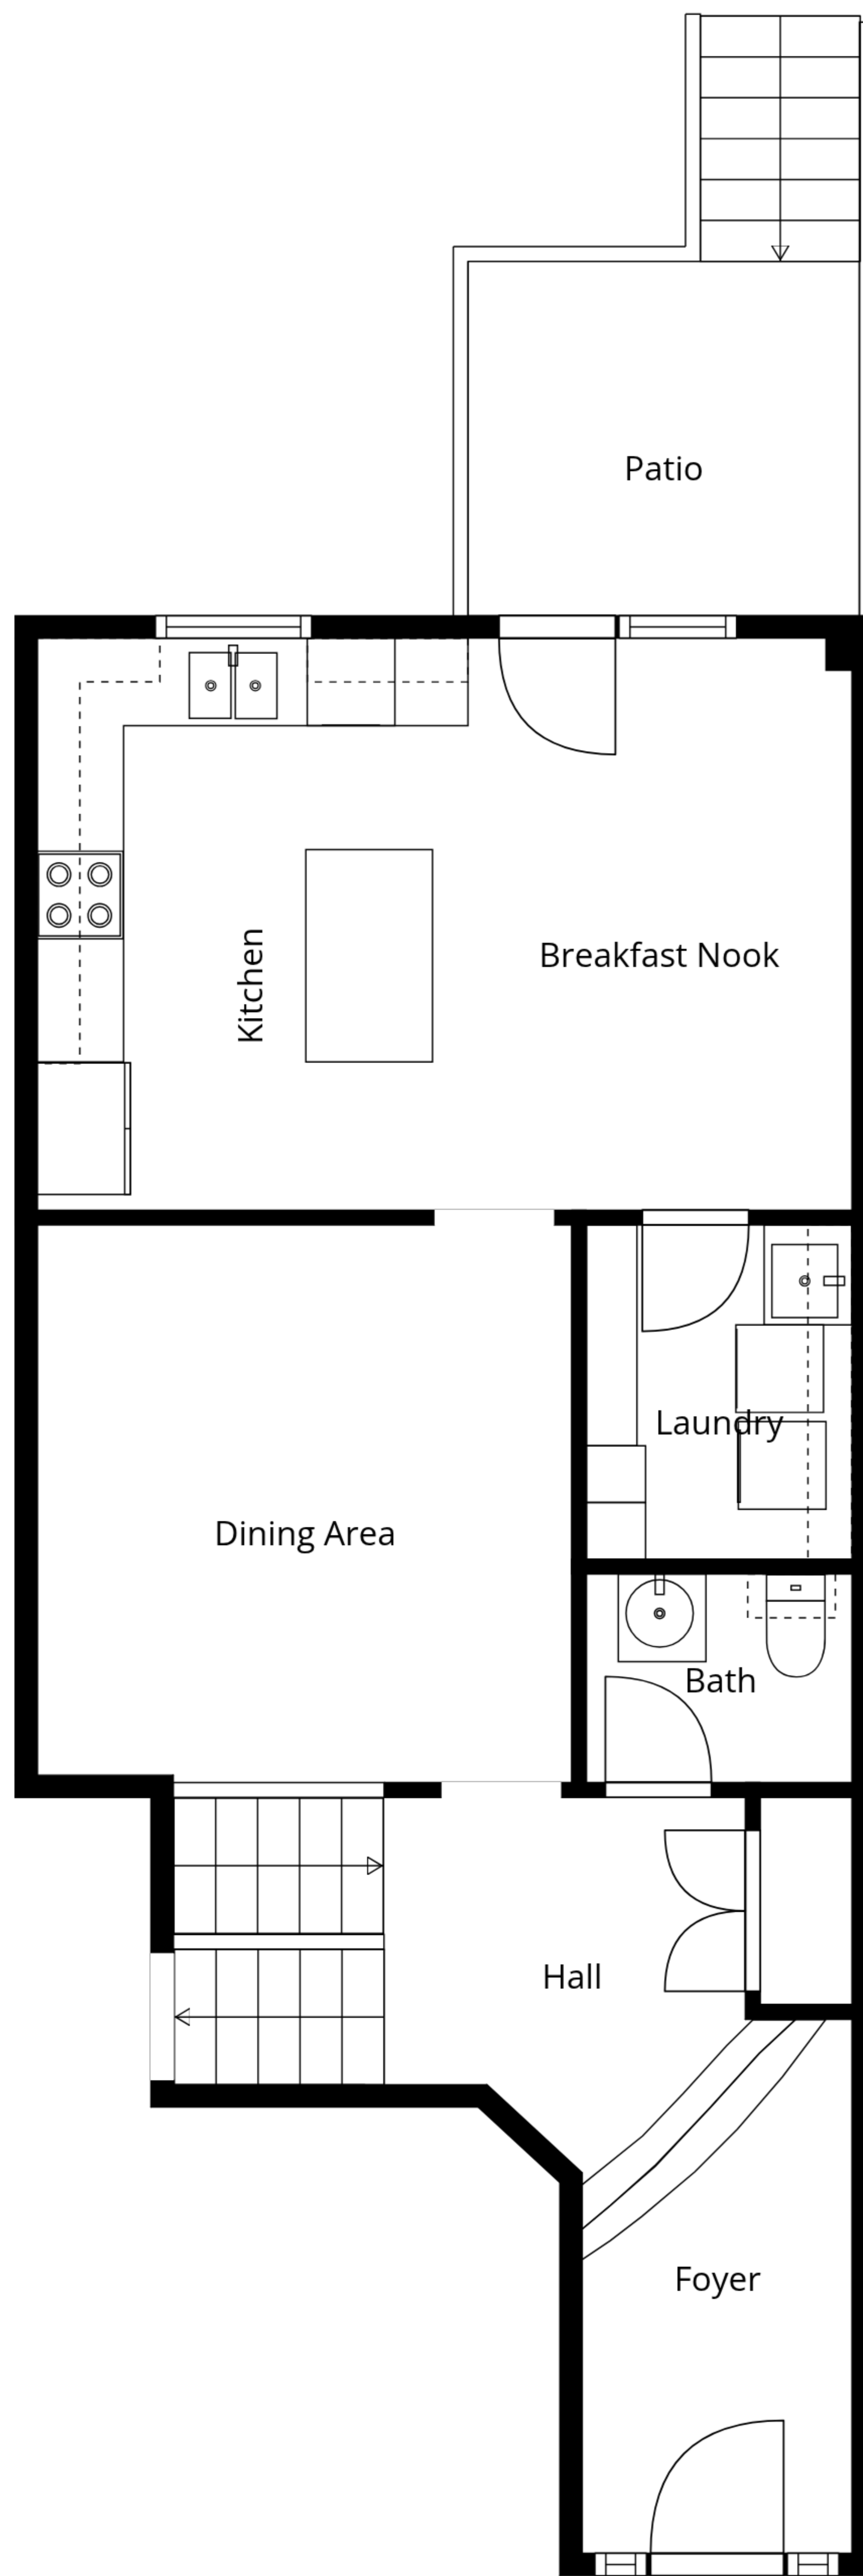 Patio
Breakfast Nook
Kitchen
Laundry
Dining Area
Bath
Hall
Foyer